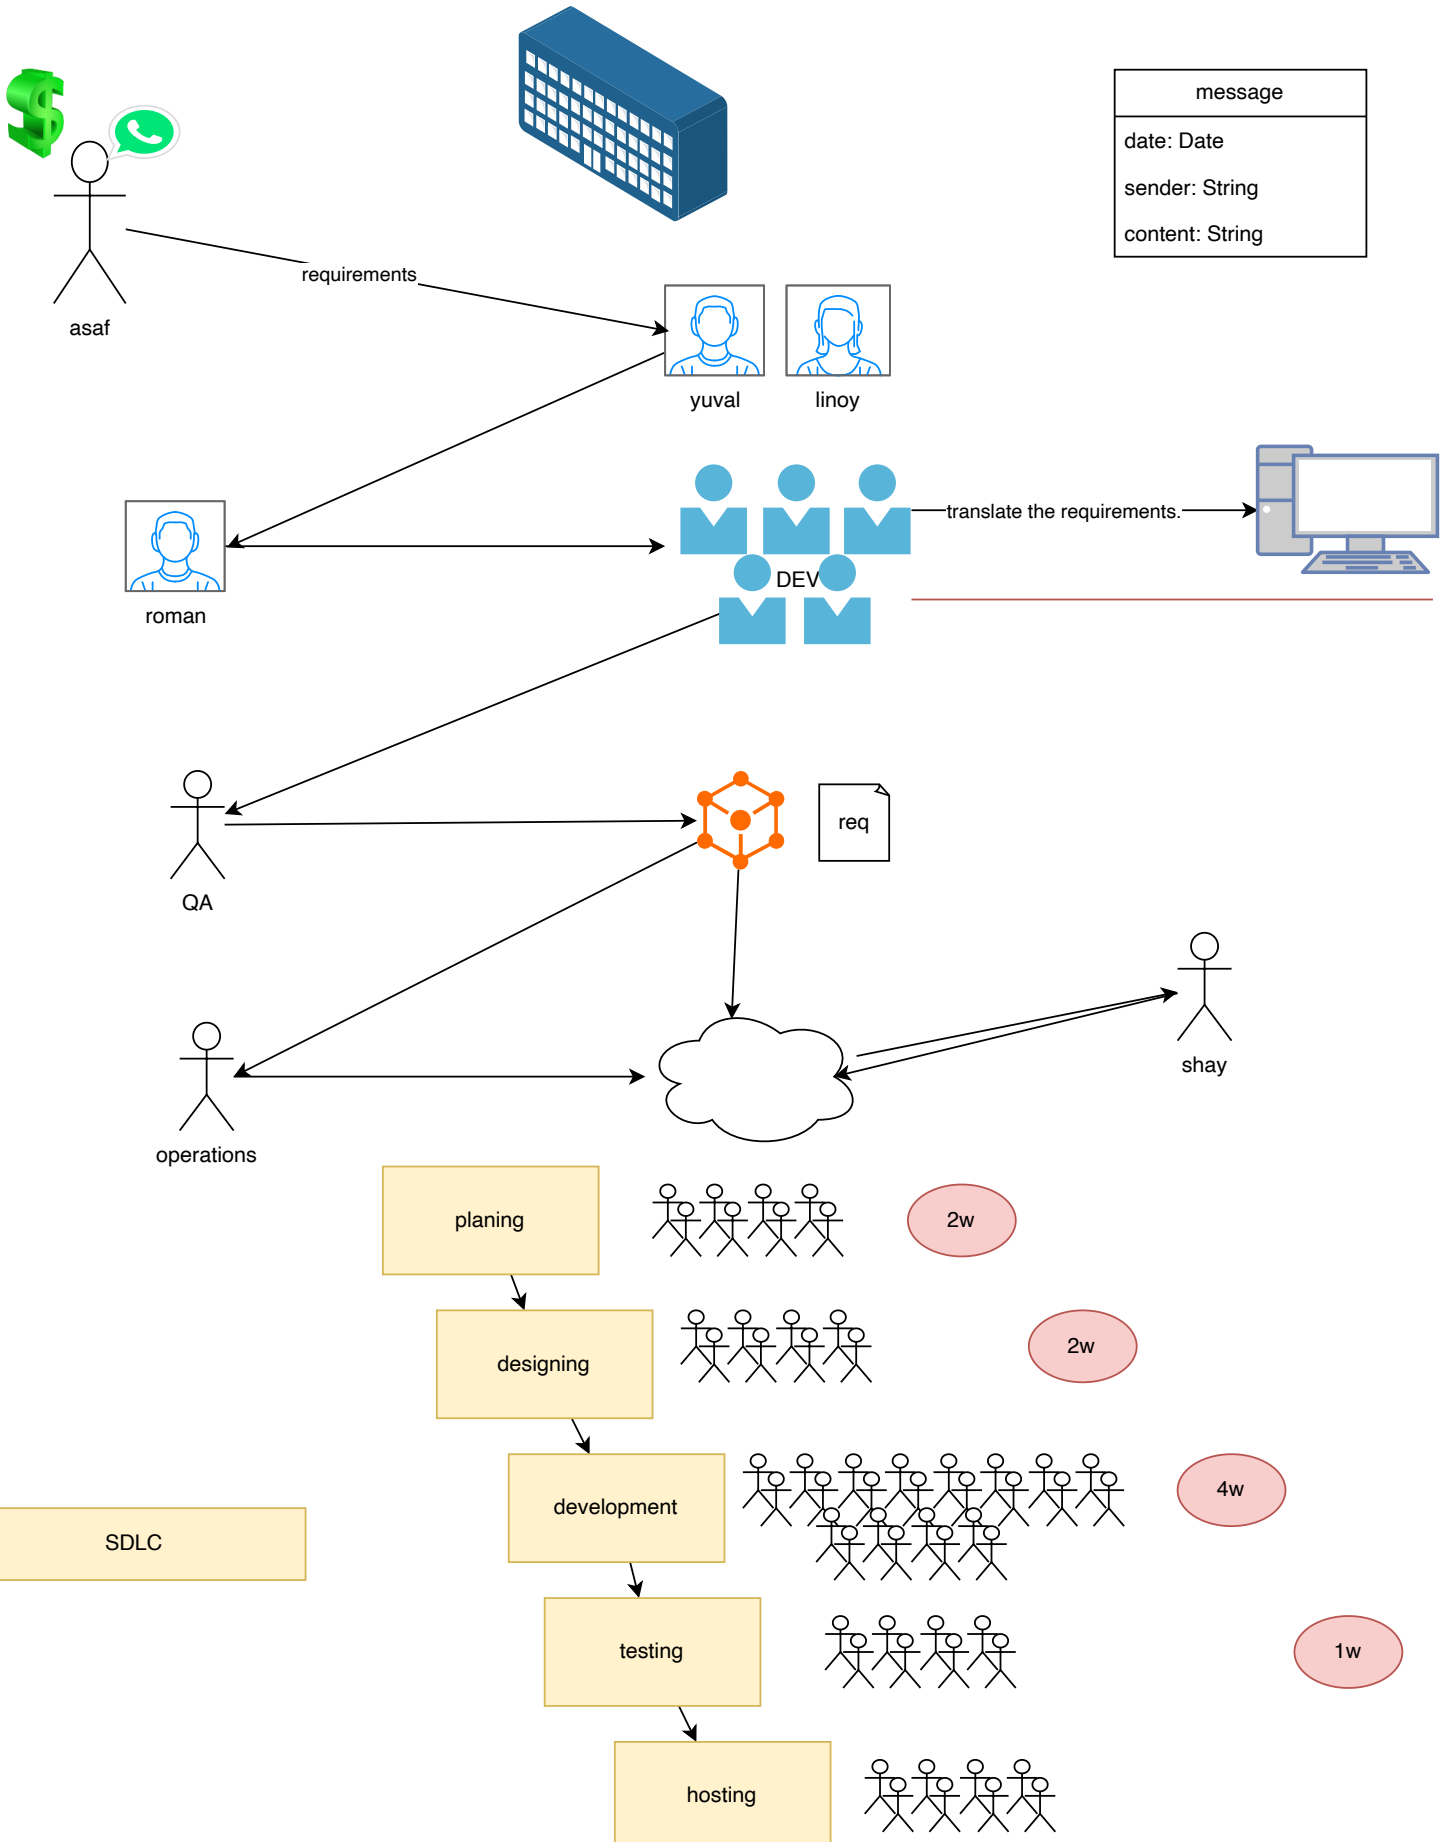 message
date: Date
sender: String
content: String
requirements
asaf
yuval
linoy
translate the requirements.
DEV
roman
req
QA
shay
operations
planing
2w
designing
2w
development
4w
SDLC
testing
1w
hosting